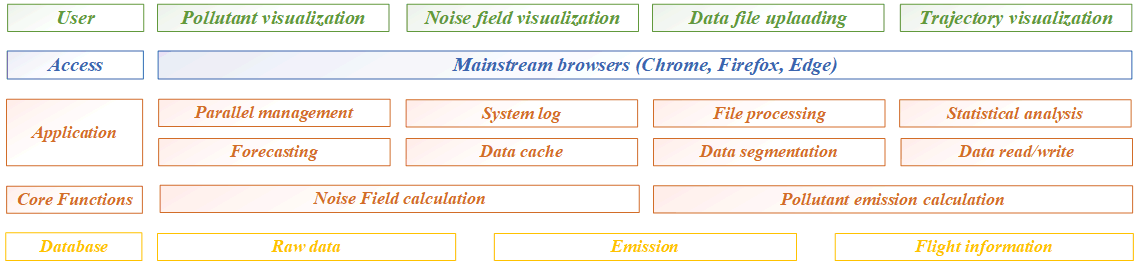 User
Pollutant visualization
Noise field visualization
Data file uplaading
Trajectory visualization
Access
Mainstream browsers (Chrome, Firefox, Edge)
Application
Parallel management
System log
File processing
Statistical analysis
Forecasting
Data cache
Data segmentation
Data read/write
Core Functions
Noise Field calculation
Pollutant emission calculation
Database
Raw data
Emission
Flight information